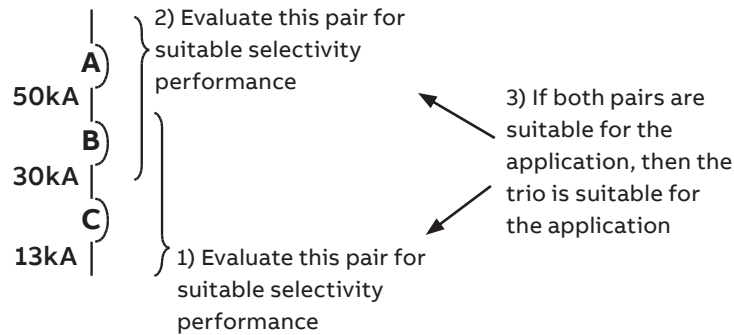 2) Evaluate this pair for
suitable selectivity
performance
A
50kA
B
30kA
C
13kA
3) If both pairs are
suitable for the
application, then the
trio is suitable for
the application
1) Evaluate this pair for
suitable selectivity
performance